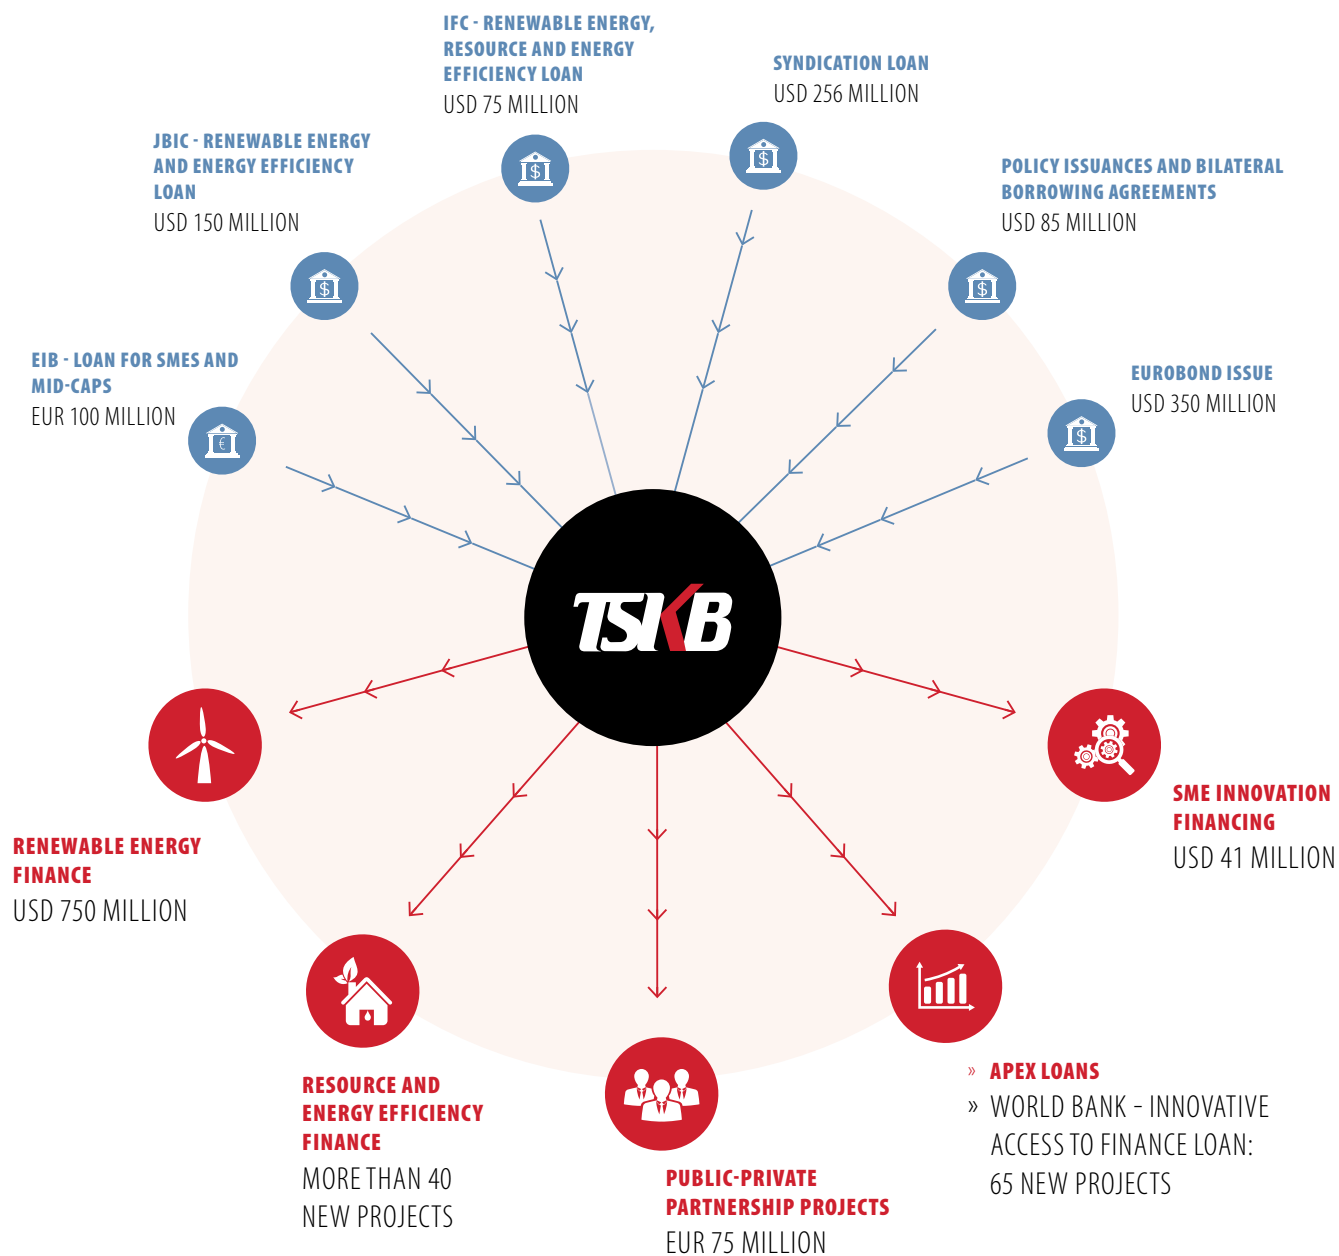 IFC - RENEWABLE ENERGY,
RESOURCE AND ENERGY
EFFICIENCY LOAN
USD 75 MILLION
SYNDICATION LOAN
USD 256 MILLION
JBIC - RENEWABLE ENERGY
AND ENERGY EFFICIENCY
LOAN
USD 150 MILLION
POLICY ISSUANCES AND BILATERAL
BORROWING AGREEMENTS
USD 85 MILLION
EIB - LOAN FOR SMES AND
MID-CAPS
EUR 100 MILLION
EUROBOND ISSUE
USD 350 MILLION
$
$
$
$
€
$
TSKB
RENEWABLE ENERGY
FINANCE
USD 750 MILLION
SME INNOVATION
FINANCING
USD 41 MILLION
RESOURCE AND
ENERGY EFFICIENCY
FINANCE
MORE THAN 40
NEW PROJECTS
PUBLIC-PRIVATE
PARTNERSHIP PROJECTS
EUR 75 MILLION
» APEX LOANS
» WORLD BANK – INNOVATIVE
ACCESS TO FINANCE LOAN:
65 NEW PROJECTS